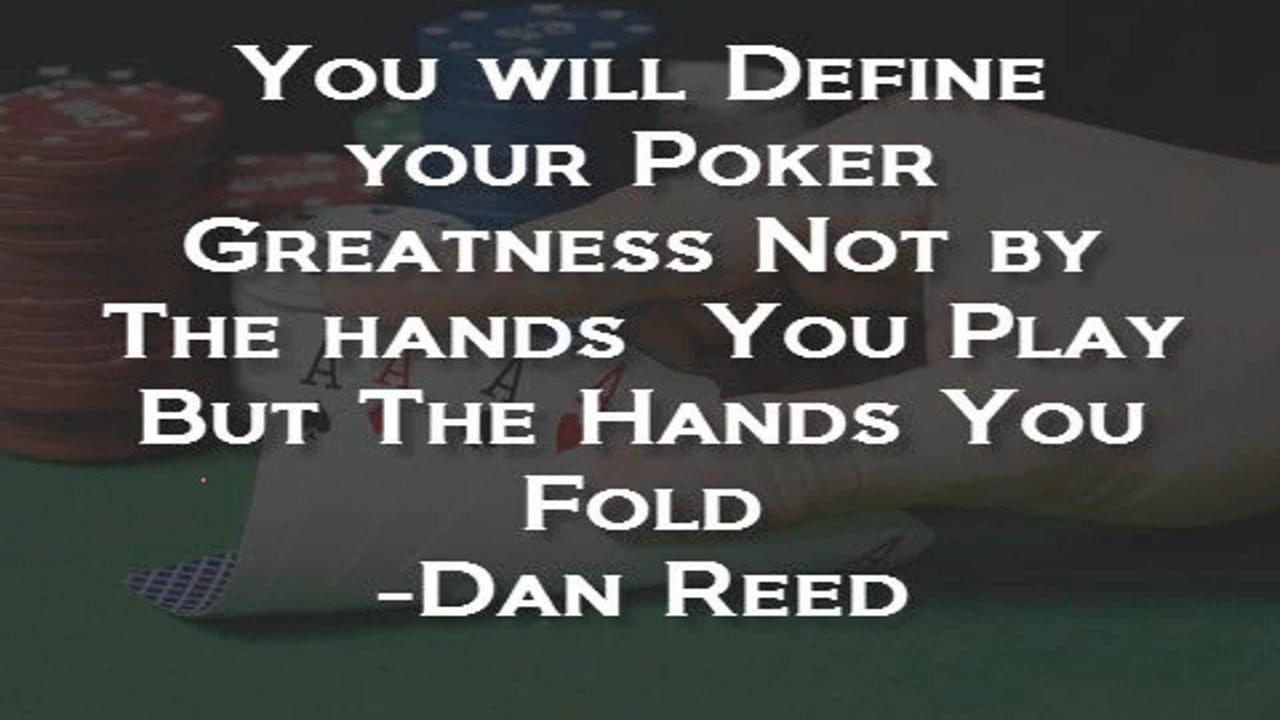 You will Define
your Poker
Greatness Not by
The hands You Play
But The Hands You
Fold
-Dan Reed
A A A A
A